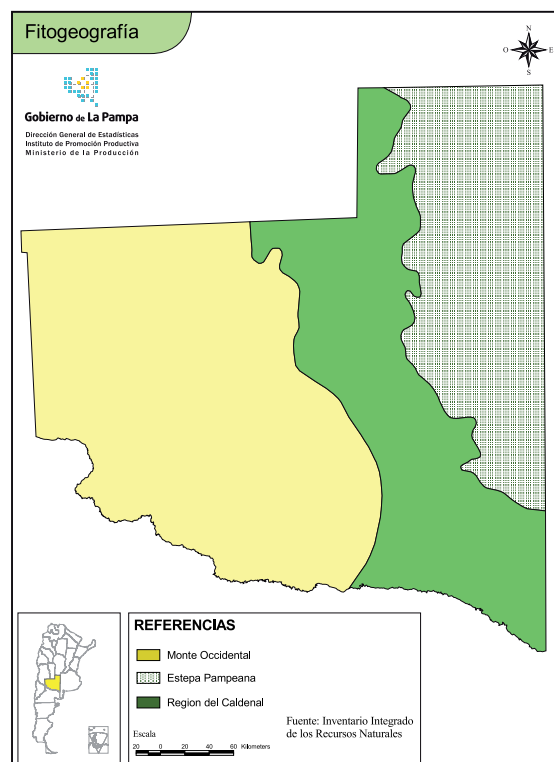 Fitogeografía
N
O E
S
Gobierno de La Pampa
Dirección General de Estadísticas
Instituto de Promoción Productiva
Ministerio de la Producción
REFERENCIAS
Monte Occidental
Estepa Pampeana
Region del Caldenal
Fuente: Inventario Integrado
de los Recursos Naturales
Escala
20 0 20 40 60 Kilometers